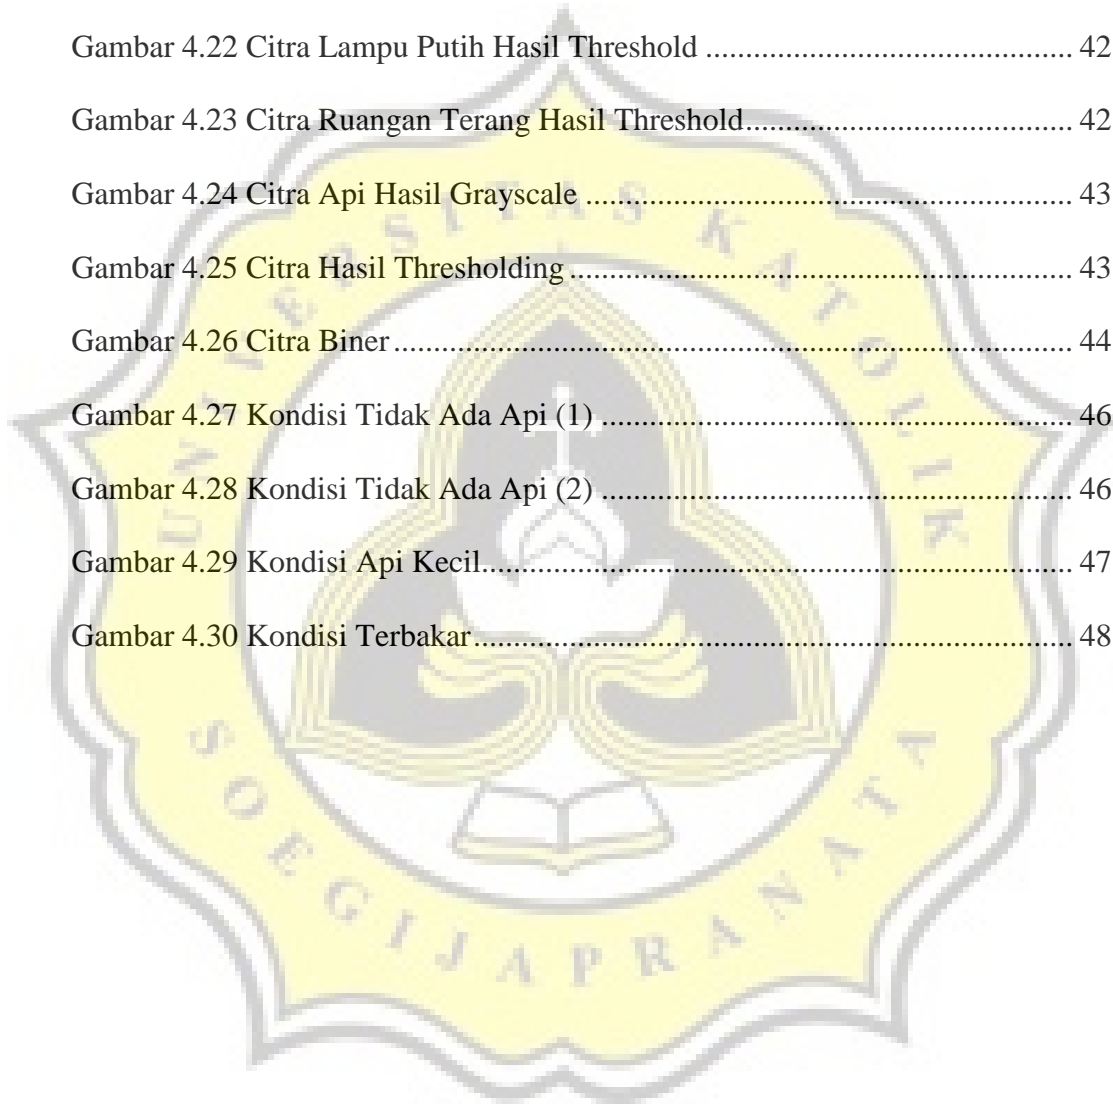 Gambar 4.22 Citra Lampu Putih Hasil Threshold ............................................. 42
Gambar 4.23 Citra Ruangan Terang Hasil Threshold........................................ 42
Gambar 4.24 Citra Api Hasil Grayscale ............................................................ 43
Gambar 4.25 Citra Hasil Thresholding .............................................................. 43
Gambar 4.26 Citra Biner ................................................................................... 44
Gambar 4.27 Kondisi Tidak Ada Api (1) .......................................................... 46
Gambar 4.28 Kondisi Tidak Ada Api (2) .......................................................... 46
Gambar 4.29 Kondisi Api Kecil......................................................................... 47
Gambar 4.30 Kondisi Terbakar.......................................................................... 48
UNIVERSITAS KATOLIK
SOEGIJAPRANATA